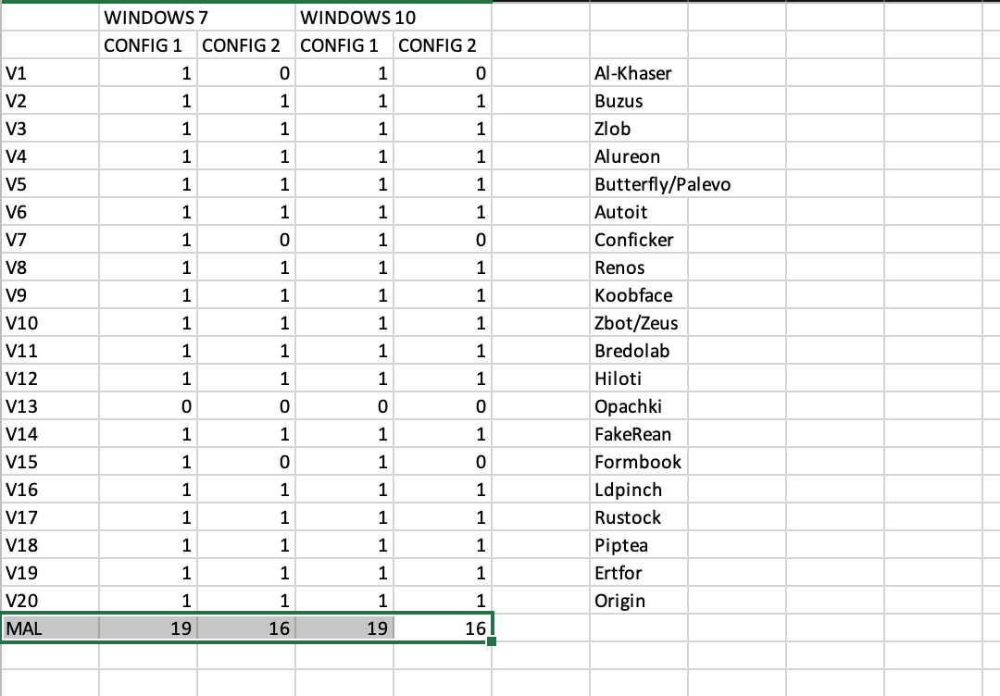 WINDOWS 7 WINDOWS 10
CONFIG 1 CONFIG 2 CONFIG 1 CONFIG 2
V1 1 0 1 0 Al-Khaser
V2 1 1 1 1 Buzus
V3 1 1 1 1 Zlob
V4 1 1 1 1 Alureon
V5 1 1 1 1 Butterfly/Palevo
V6 1 1 1 1 Autoit
V7 1 0 1 0 Conficker
V8 1 1 1 1 Renos
V9 1 1 1 1 Koobface
V10 1 1 1 1 Zbot/Zeus
V11 1 1 1 1 Bredolab
V12 1 1 1 1 Hiloti
V13 0 0 0 0 Opachki
V14 1 1 1 1 FakeRean
V15 1 0 1 0 Formbook
V16 1 1 1 1 Ldpinch
V17 1 1 1 1 Rustock
V18 1 1 1 1 Piptea
V19 1 1 1 1 Ertfor
V20 1 1 1 1 Origin
MAL 19 16 19 16